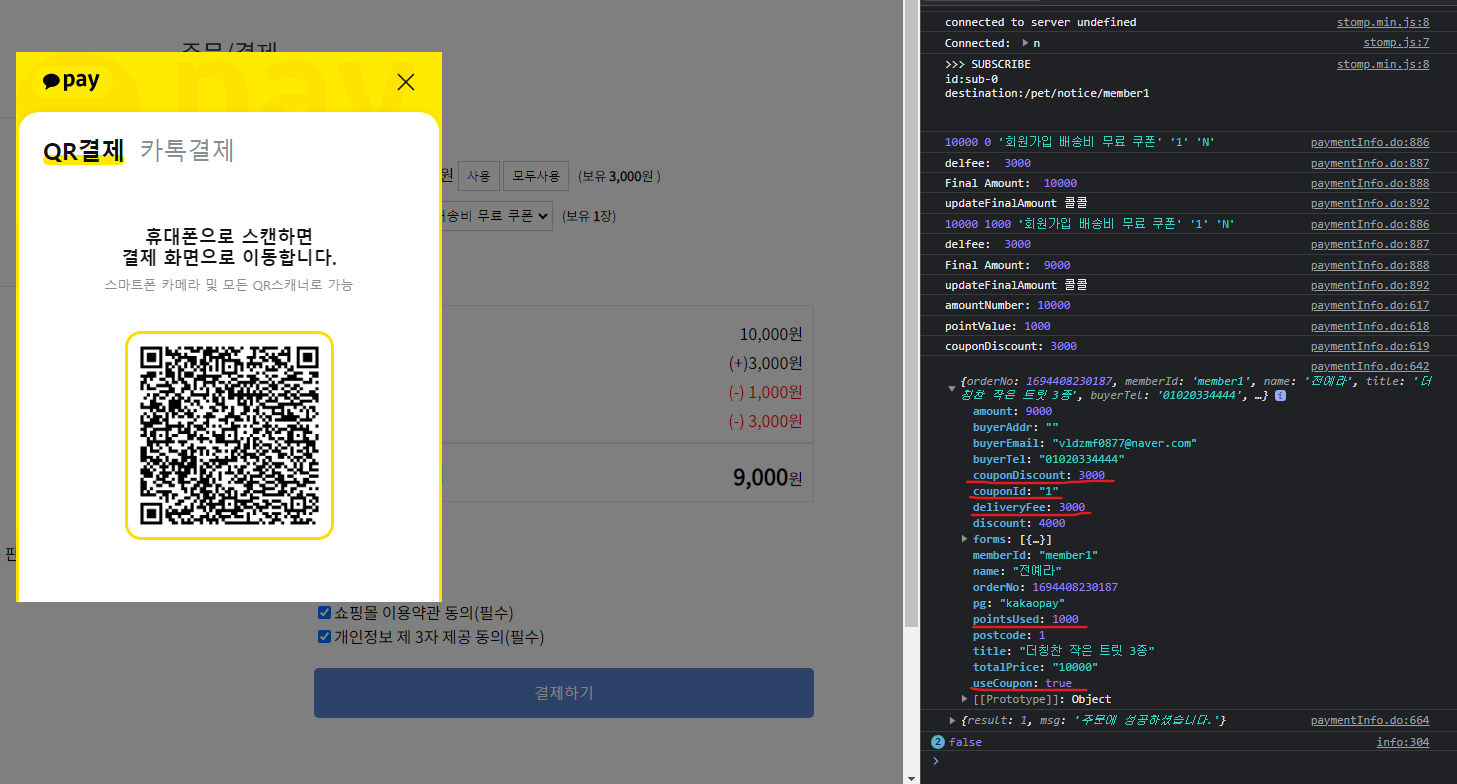 주문/결제
pay
QR결제 카톡결제
휴대폰으로 스캔하면
결제 화면으로 이동합니다.
스마트폰 카메라 및 모든 QR스캐너로 가능
원 사용 모두사용 (보유 3,000원 )
배송비 무료 쿠폰 (보유 1장)
10,000원
(+)3,000원
(-) 1,000원
(-) 3,000원
9,000원
쇼핑몰 이용약관 동의(필수)
개인정보 제 3자 제공 동의(필수)
결제하기
connected to server undefined stomp.min.js:8
Connected: n stomp.js:7
>>> SUBSCRIBE stomp.min.js:8
id:sub-0
destination:/pet/notice/member1
10000 0 '회원가입 배송비 무료 쿠폰' '1' 'N' paymentInfo.do:886
delfee: 3000 paymentInfo.do:887
Final Amount: 10000 paymentInfo.do:888
updateFinalAmount 콜콜 paymentInfo.do:892
10000 1000 '회원가입 배송비 무료 쿠폰' '1' 'N' paymentInfo.do:886
delfee: 3000 paymentInfo.do:887
Final Amount: 9000 paymentInfo.do:888
updateFinalAmount 콜콜 paymentInfo.do:892
amountNumber: 10000 paymentInfo.do:617
pointValue: 1000 paymentInfo.do:618
couponDiscount: 3000 paymentInfo.do:619
paymentInfo.do:642
{orderNo: 1694408230187, memberId: 'member1', name: '전예라', title: '더
칭찬 작은 트릿 3종', buyerTel: '01020334444', …} i
amount: 9000
buyerAddr: ""
buyerEmail: "vldzmf0877@naver.com"
buyerTel: "01020334444"
couponDiscount: 3000
couponId: "1"
deliveryFee: 3000
discount: 4000
forms: [{…}]
memberId: "member1"
name: "전예라"
orderNo: 1694408230187
pg: "kakaopay"
pointsUsed: 1000
postcode: 1
title: "더칭찬 작은 트릿 3종"
totalPrice: "10000"
useCoupon: true
[[Prototype]]: Object
{result: 1, msg: '주문에 성공하셨습니다.'} paymentInfo.do:664
2 false info:304